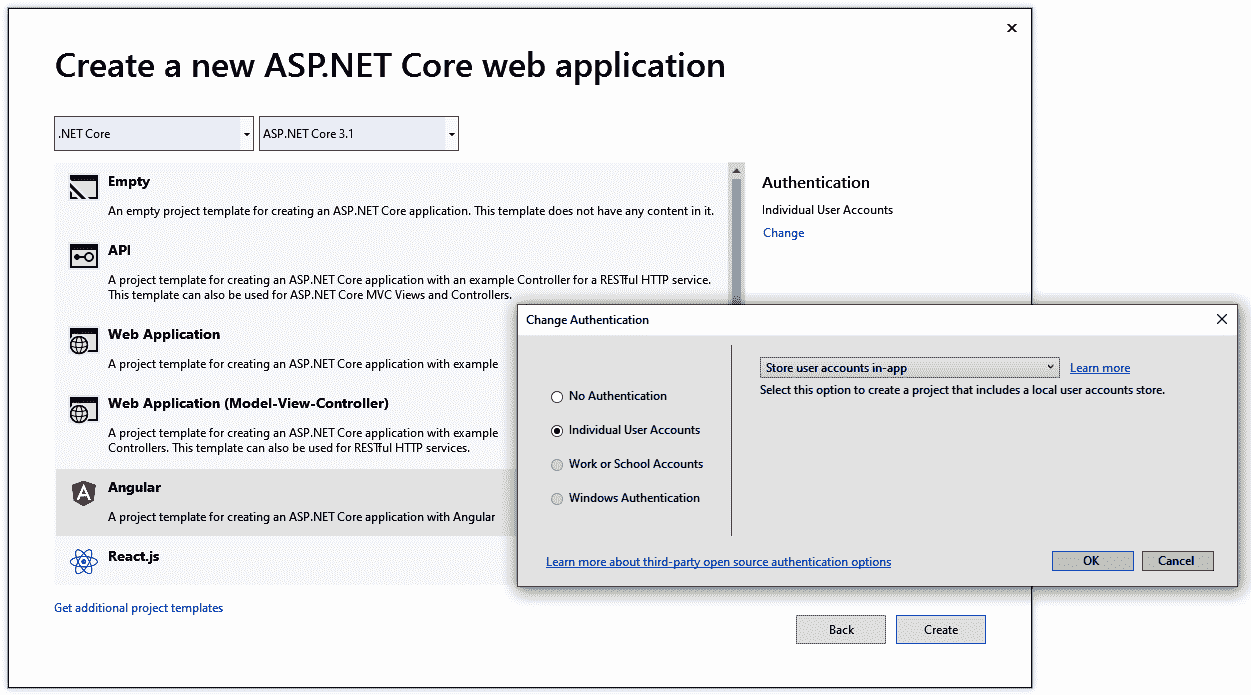 Create a new ASP.NET Core web application
.NET Core
ASP.NET Core 3.1
Empty
An empty project template for creating an ASP.NET Core application. This template does not have any content in it.
API
A project template for creating an ASP.NET Core application with an example Controller for a RESTful HTTP service.
This template can also be used for ASP.NET Core MVC Views and Controllers.
Web Application
A project template for creating an ASP.NET Core application with example
Web Application (Model-View-Controller)
A project template for creating an ASP.NET Core application with example
Controllers. This template can also be used for RESTful HTTP services.
Angular
A project template for creating an ASP.NET Core application with Angular
React.js
Get additional project templates
Authentication
Individual User Accounts
Change
Change Authentication
No Authentication
Individual User Accounts
Work or School Accounts
Windows Authentication
Store user accounts in-app
Learn more
Select this option to create a project that includes a local user accounts store.
Learn more about third-party open source authentication options
OK
Cancel
Back
Create